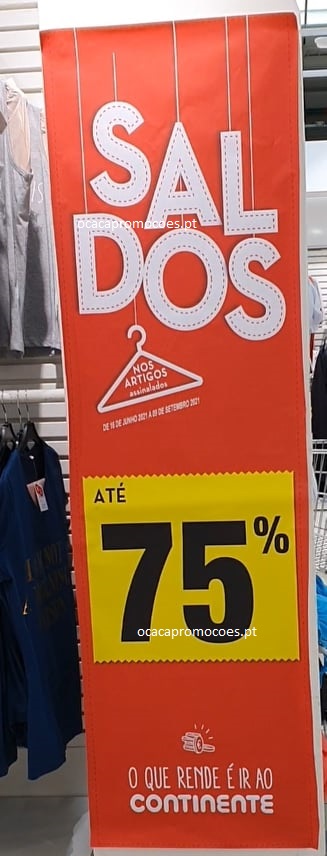 SAL
ocacapromocoes.pt
DOS
NOS
ARTIGOS
assinalados
DE 16 DE JUNHO 2021 A 05 DE SETEMBRO 2021
ATÉ
75%
ocacapromocoes.pt
O QUE RENDE É IR AO
CONTINENTE